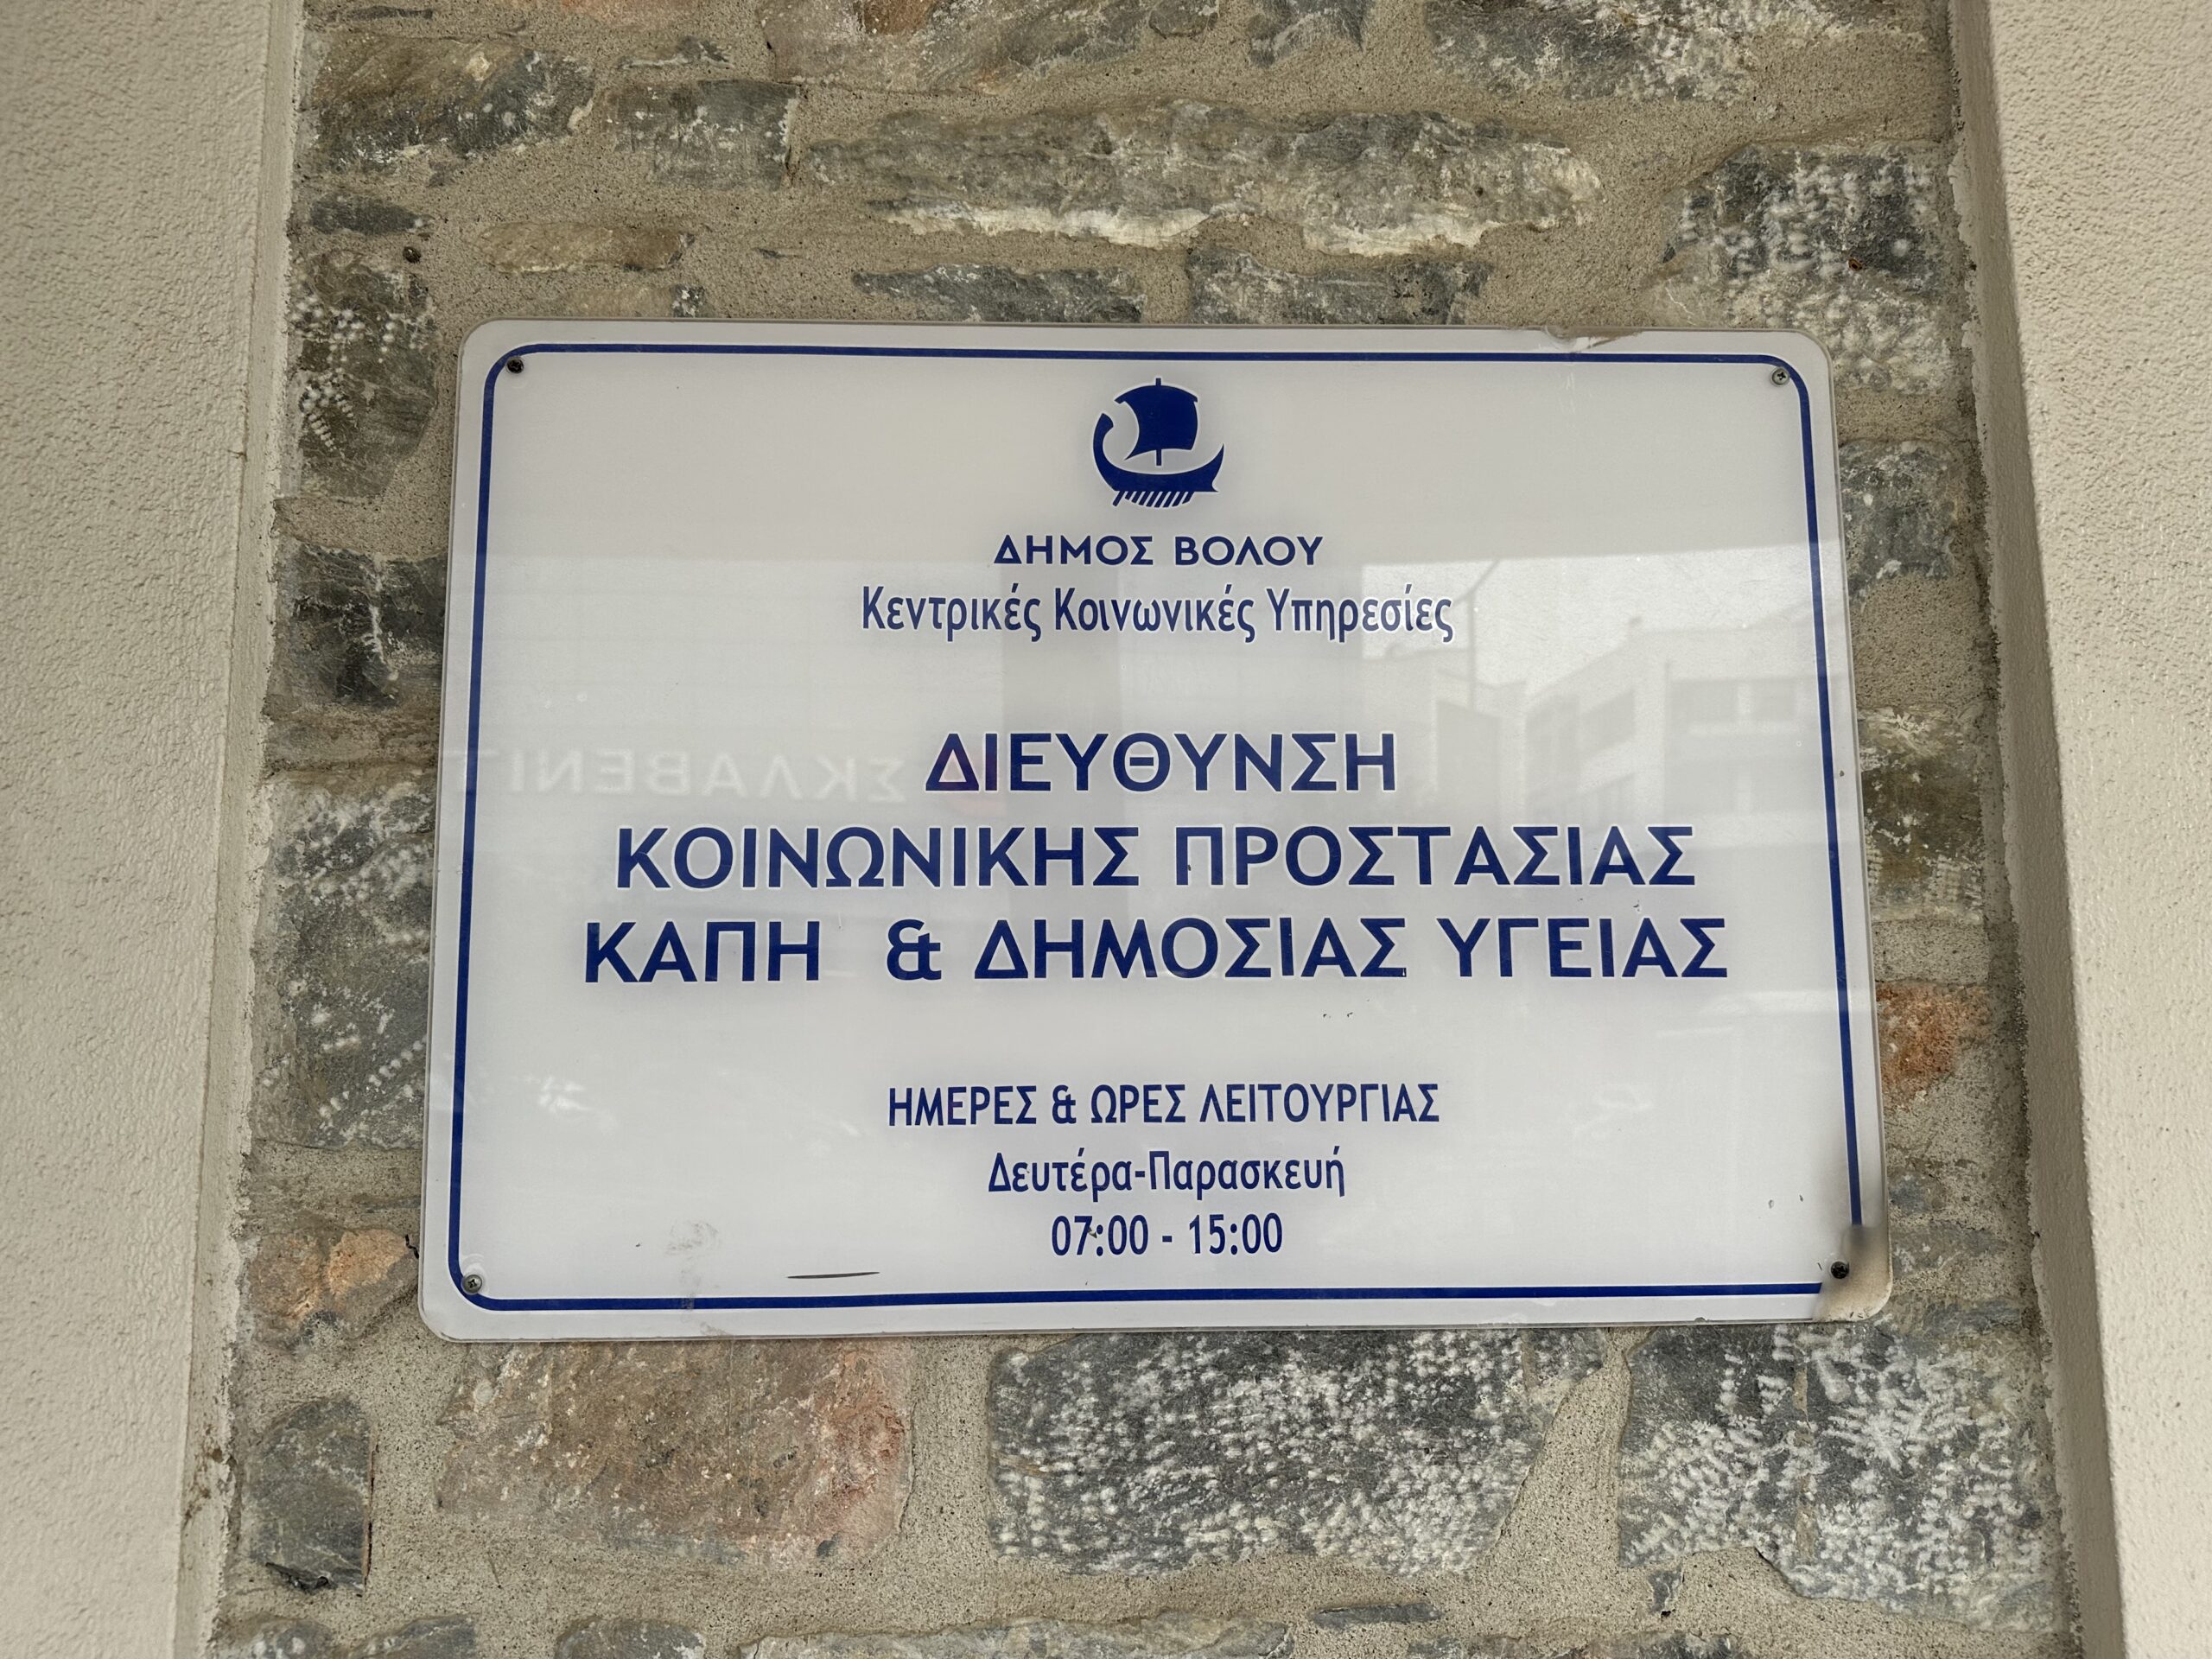 ΔΗΜΟΣ ΒΟΛΟΥ
Κεντρικές Κοινωνικές Υπηρεσίες
ΔΙΕΥΘΥΝΣΗ
ΚΟΙΝΩΝΙΚΗΣ ΠΡΟΣΤΑΣΙΑΣ
ΚΑΠΗ & ΔΗΜΟΣΙΑΣ ΥΓΕΙΑΣ
ΗΜΕΡΕΣ & ΩΡΕΣ ΛΕΙΤΟΥΡΓΙΑΣ
Δευτέρα-Παρασκευή
07:00 - 15:00